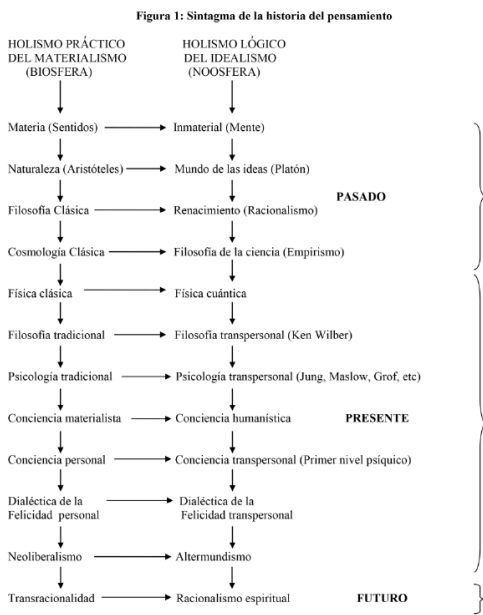 Figura 1: Sintagma de la historia del pensamiento
HOLISMO PRÁCTICO
DEL MATERIALISMO
(BIOSFERA)
HOLISMO LÓGICO
DEL IDEALISMO
(NOOSFERA)
Materia (Sentidos)
Inmaterial (Mente)
Naturaleza (Aristóteles)
Mundo de las ideas (Platón)
PASADO
Filosofía Clásica
Renacimiento (Racionalismo)
Cosmología Clásica
Filosofía de la ciencia (Empirismo)
Física clásica
Física cuántica
Filosofía tradicional
Filosofía transpersonal (Ken Wilber)
Psicología tradicional
Psicología transpersonal (Jung, Maslow, Grof, etc)
Conciencia materialista
Conciencia humanística
PRESENTE
Conciencia personal
Conciencia transpersonal (Primer nivel psíquico)
Dialéctica de la
Felicidad personal
Dialéctica de la
Felicidad transpersonal
Neoliberalismo
Altermundismo
Transracionalidad
Racionalismo espiritual
FUTURO